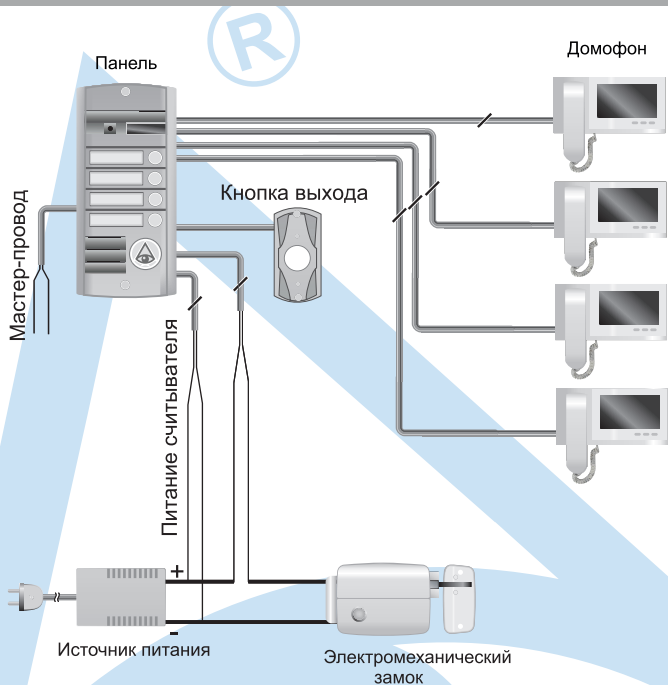 ®
Панель
Домофон
Кнопка выхода
Мастер-провод
Питание считывателя
+
-
Источник питания
Электромеханический
замок